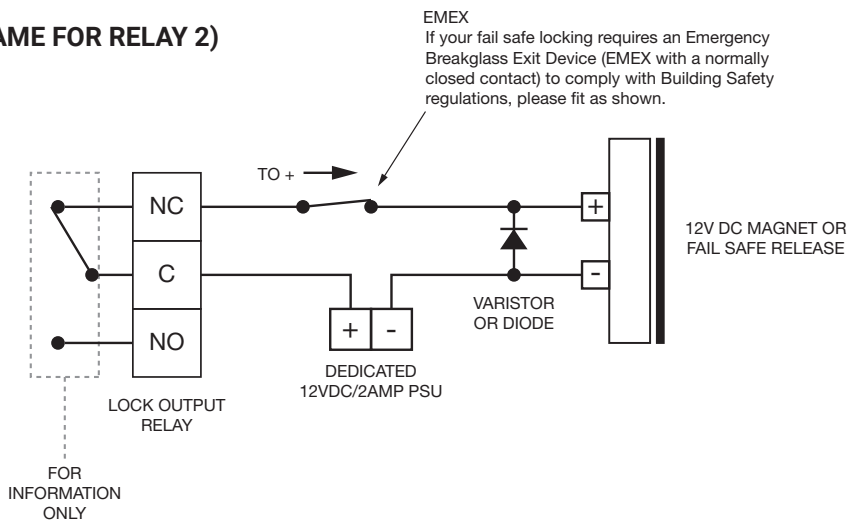 AME FOR RELAY 2)
EMEX
If your fail safe locking requires an Emergency
Breakglass Exit Device (EMEX with a normally
closed contact) to comply with Building Safety
regulations, please fit as shown.
TO +
NC
C
NO
+
-
+ -
12V DC MAGNET OR
FAIL SAFE RELEASE
VARISTOR
OR DIODE
DEDICATED
12VDC/2AMP PSU
LOCK OUTPUT
RELAY
FOR
INFORMATION
ONLY